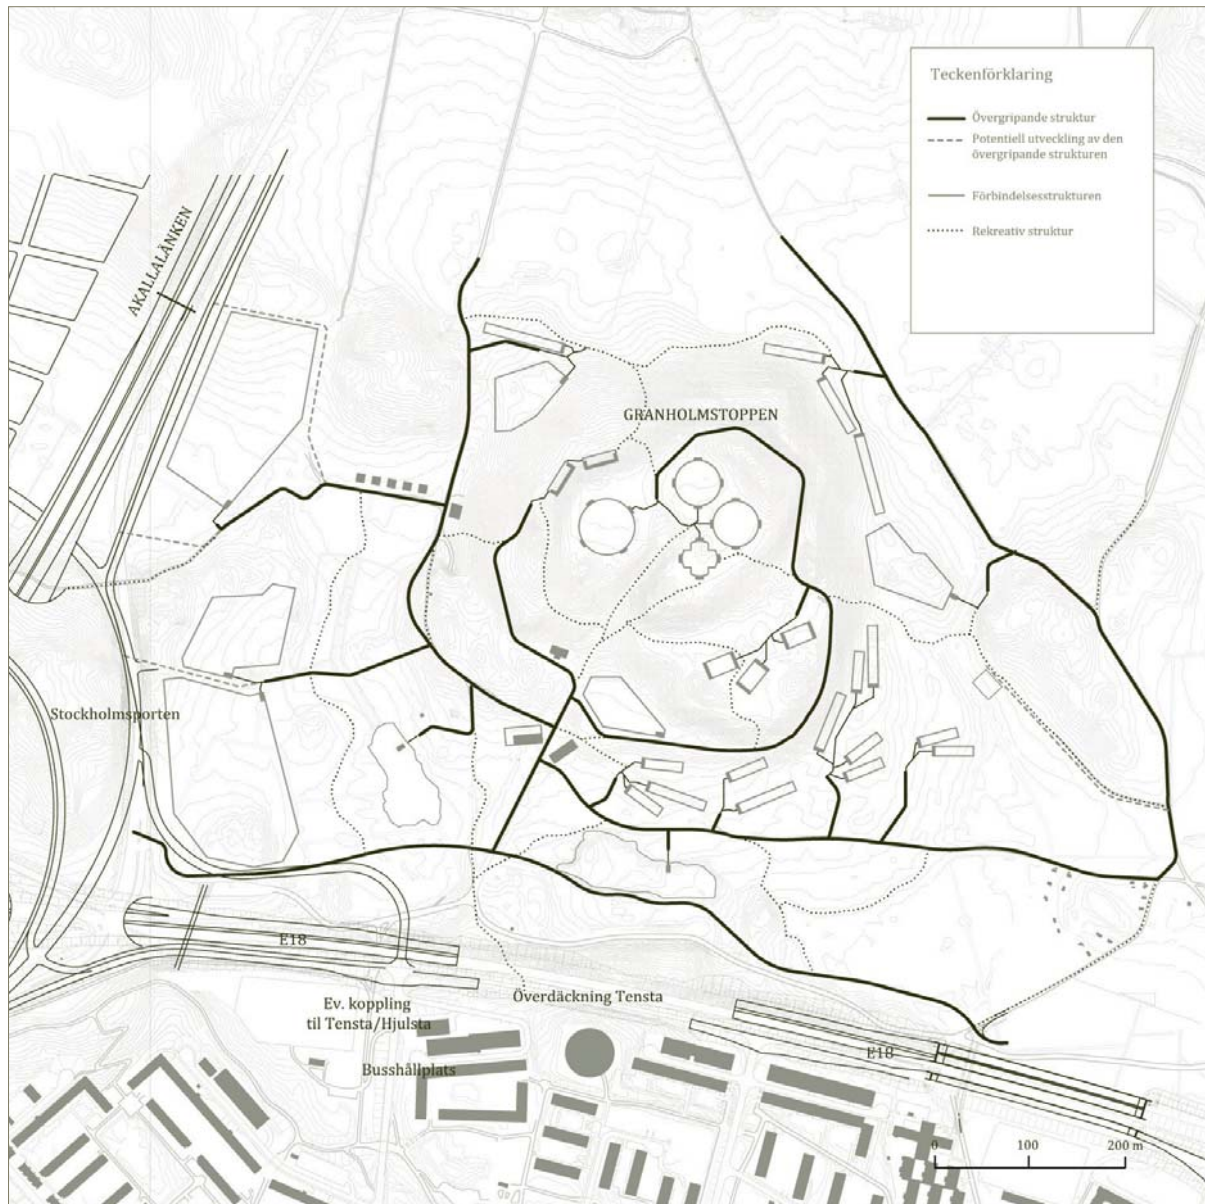 Teckenförklaring
Övergripande struktur
Potentiell utveckling av den
övergripande strukturen
Förbindelsesstrukturen
Rekreativ struktur
AKALLALÄNKEN
GRANHOLMSTOPPEN
Stockholmsporten
E18
Överdäckning Tensta
Ev. koppling
til Tensta/Hjulsta
E18
Busshållplats
0 100 200 m